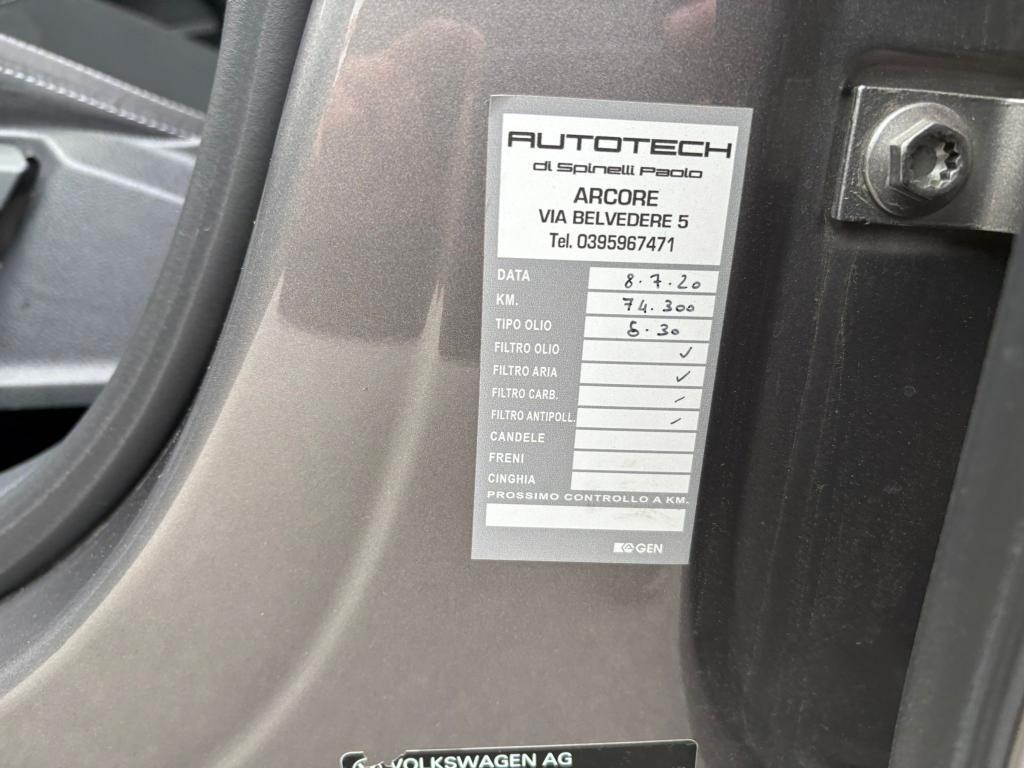 AUTOTECH
di Spinelli Paolo
ARCORE
VIA BELVEDERE 5
Tel. 0395967471
DATA 8.7.20
KM. 74.300
TIPO OLIO 5.30
FILTRO OLIO ✓
FILTRO ARIA ✓
FILTRO CARB. -
FILTRO ANTIPOLL. -
CANDELE
FRENI
CINGHIA
PROSSIMO CONTROLLO A KM.
GEN
VOLKSWAGEN AG